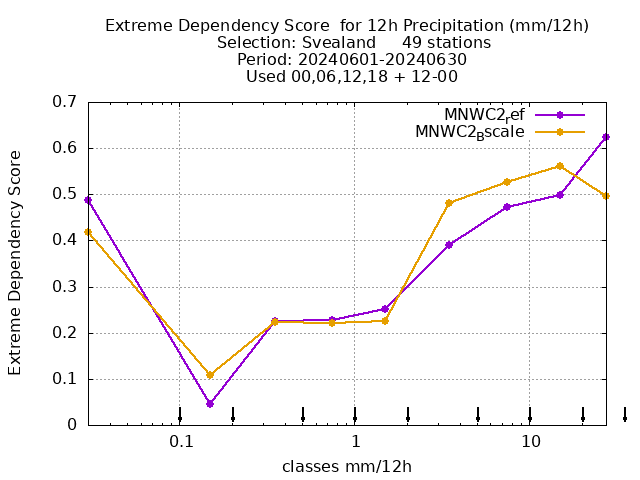 Extreme Dependency Score  for 12h Precipitation (mm/12h)
Selection: Svealand     49 stations
Period: 20240601-20240630
Used 00,06,12,18 + 12-00
MNWC2ref
MNWC2Bscale
Extreme Dependency Score
0.7
0.6
0.5
0.4
0.3
0.2
0.1
0
0.1 1 10
classes mm/12h